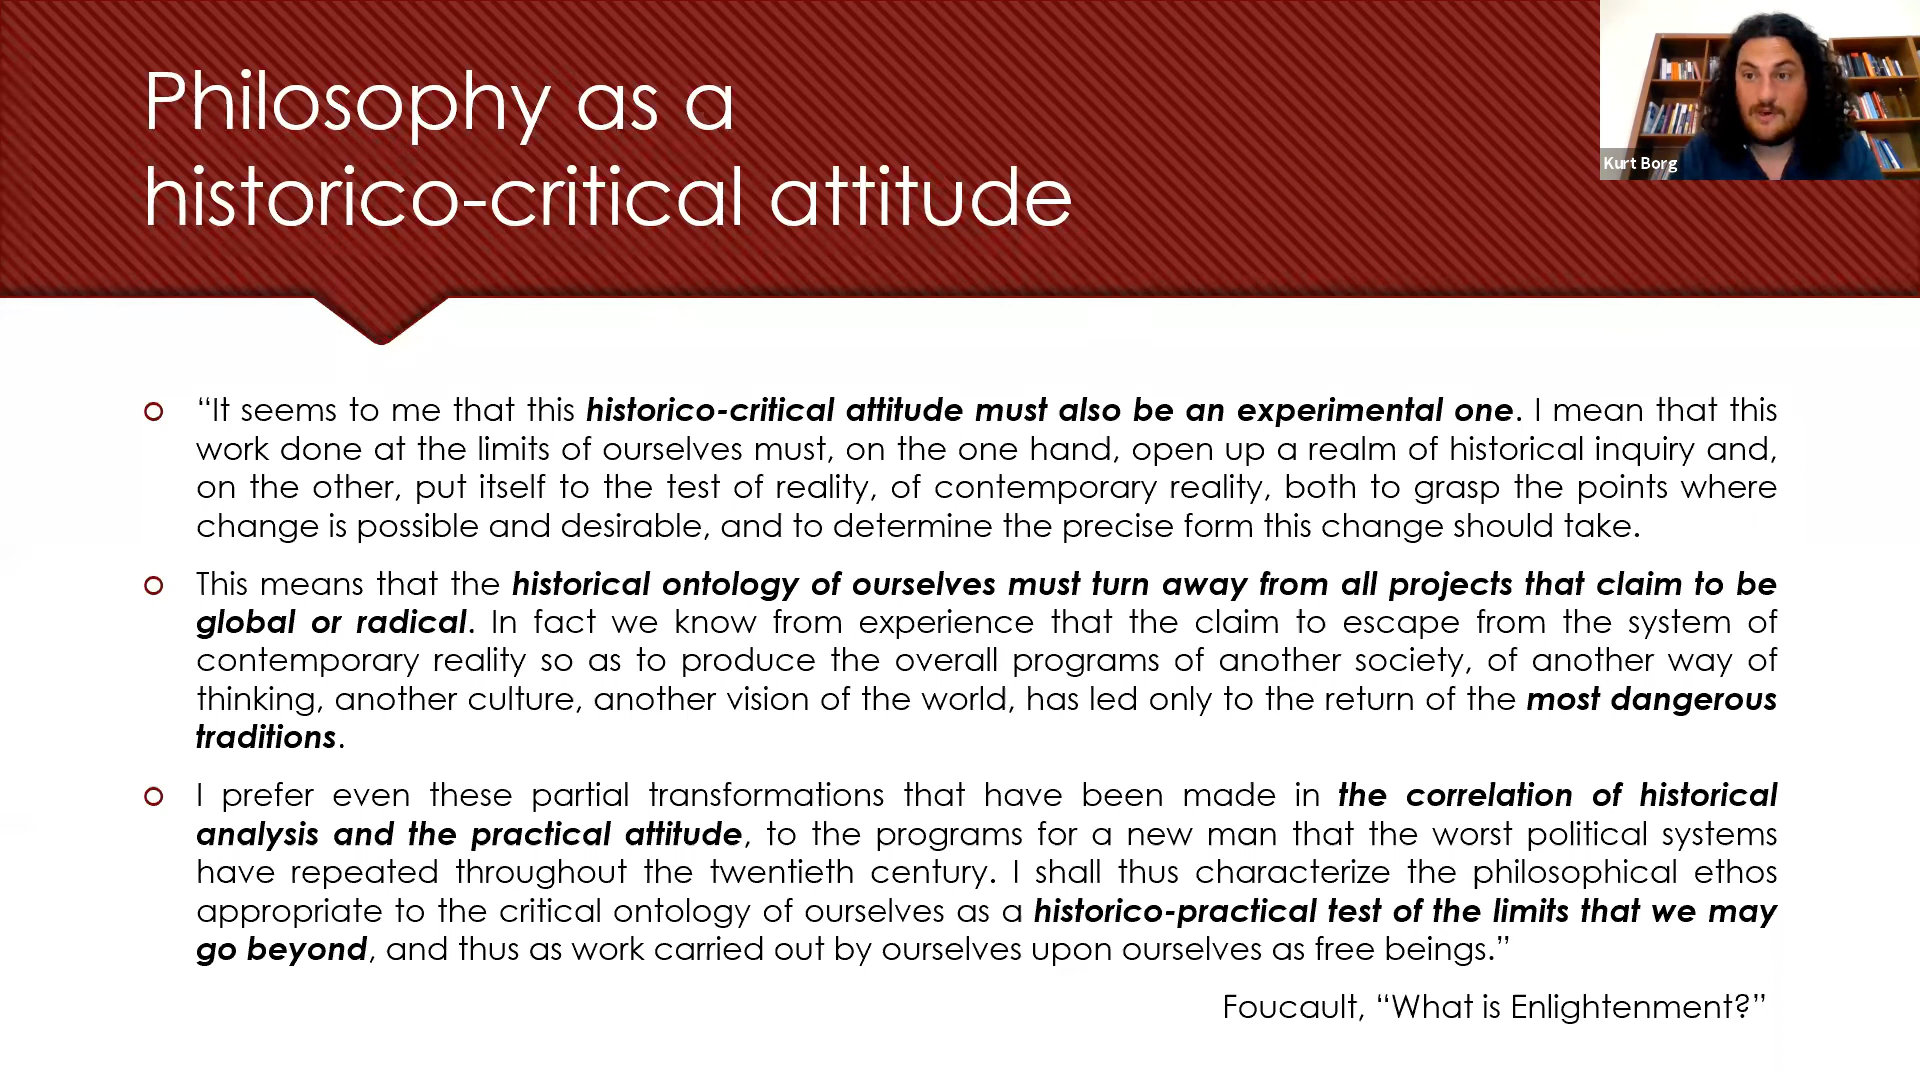 Philosophy as a
historico-critical attitude
Kurt Borg
“It seems to me that this historico-critical attitude must also be an experimental one. I mean that this
work done at the limits of ourselves must, on the one hand, open up a realm of historical inquiry and,
on the other, put itself to the test of reality, of contemporary reality, both to grasp the points where
change is possible and desirable, and to determine the precise form this change should take.
This means that the historical ontology of ourselves must turn away from all projects that claim to be
global or radical. In fact we know from experience that the claim to escape from the system of
contemporary reality so as to produce the overall programs of another society, of another way of
thinking, another culture, another vision of the world, has led only to the return of the most dangerous
traditions.
I prefer even these partial transformations that have been made in the correlation of historical
analysis and the practical attitude, to the programs for a new man that the worst political systems
have repeated throughout the twentieth century. I shall thus characterize the philosophical ethos
appropriate to the critical ontology of ourselves as a historico-practical test of the limits that we may
go beyond, and thus as work carried out by ourselves upon ourselves as free beings.”
Foucault, “What is Enlightenment?”